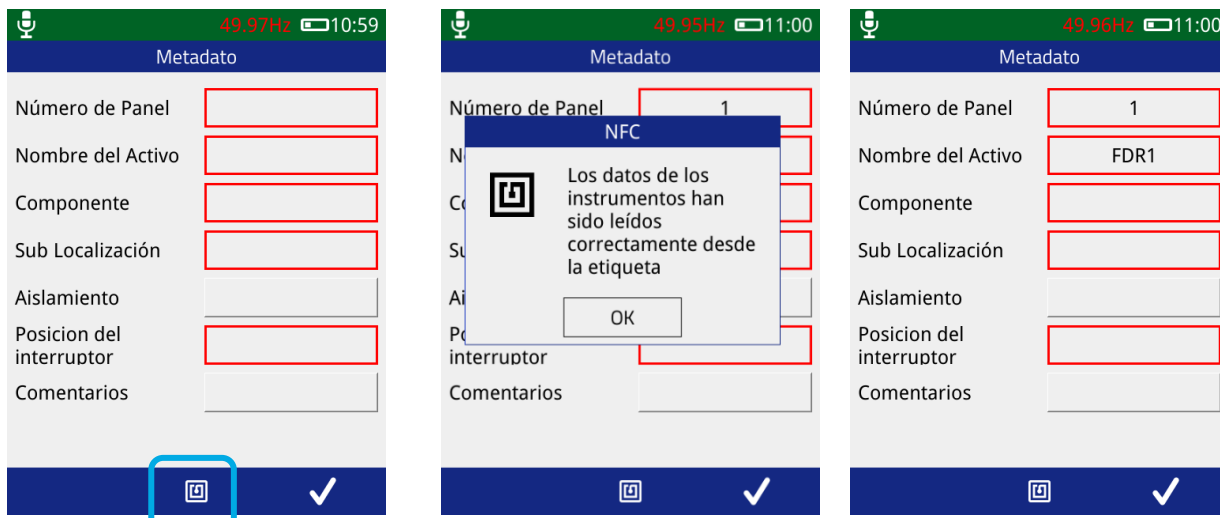 49.97Hz 10:59
Metadato
Número de Panel
Nombre del Activo
Componente
Sub Localización
Aislamiento
Posicion del
interruptor
Comentarios
49.95Hz 11:00
Metadato
Número de Panel 1
NFC
Los datos de los
instrumentos han
sido leídos
correctamente desde
la etiqueta
OK
interruptor
Comentarios
49.96Hz 11:00
Metadato
Número de Panel 1
Nombre del Activo FDR1
Componente
Sub Localización
Aislamiento
Posicion del
interruptor
Comentarios